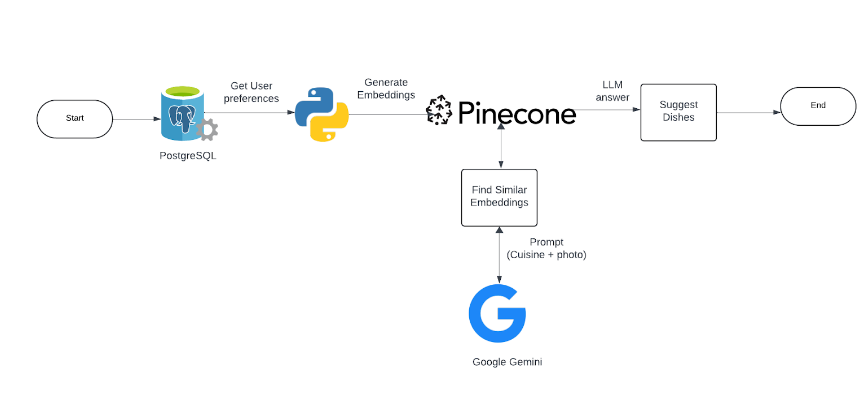 Start
PostgreSQL
Get User
preferences
Generate
Embeddings
Pinecone
LLM
answer
Suggest
Dishes
End
Find Similar
Embeddings
Prompt
(Cuisine + photo)
Google Gemini